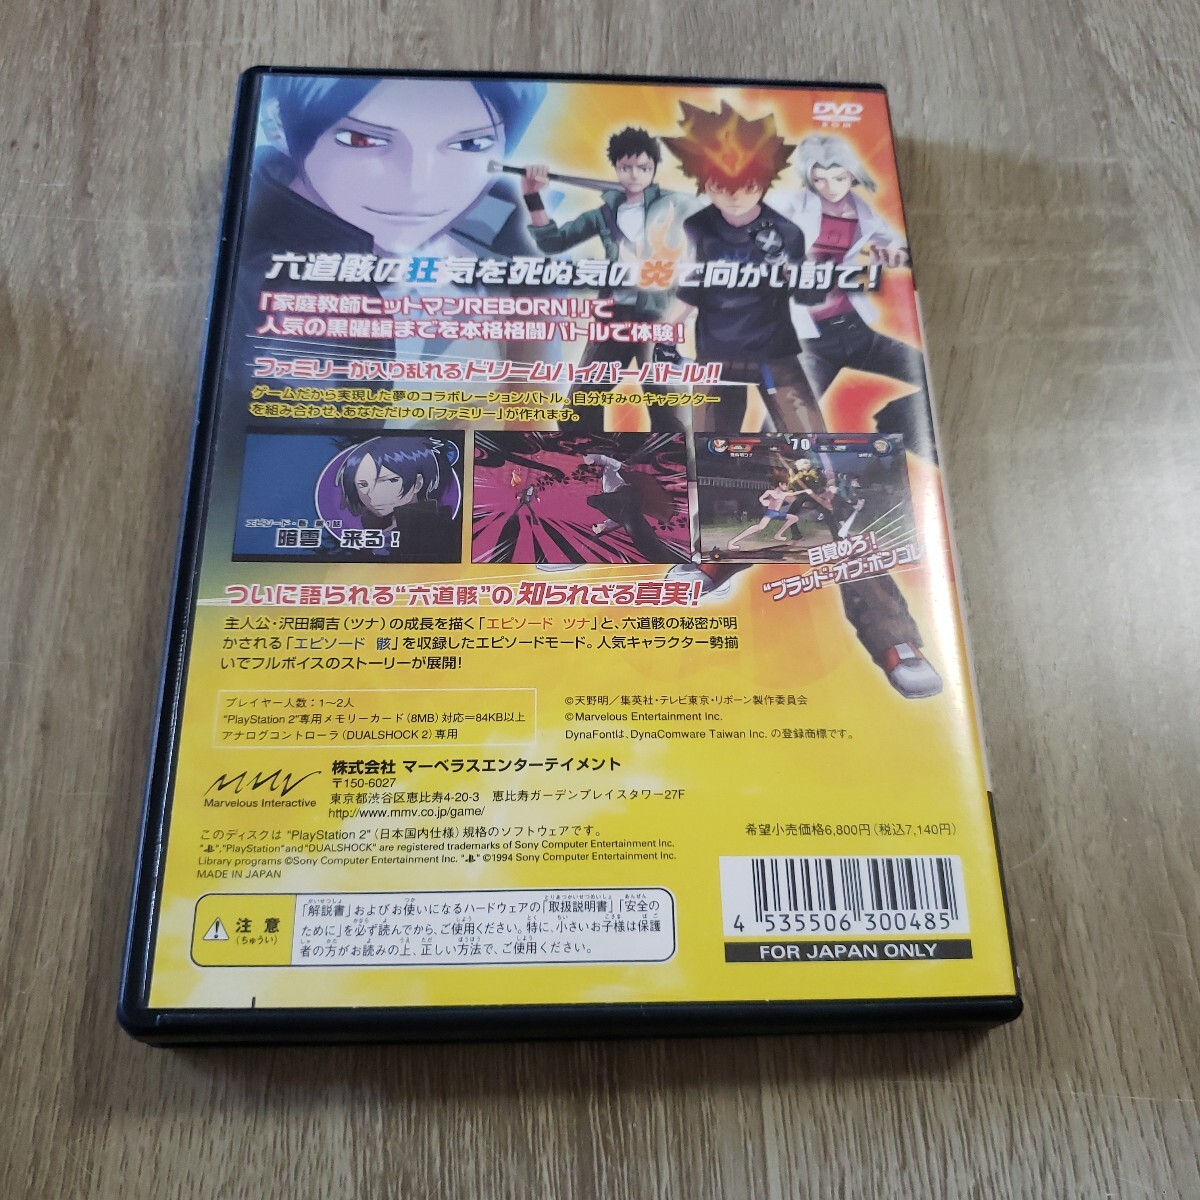 DVD
ROM
六道骸の狂気を死ぬ気の炎で向かい討て!
「家庭教師ヒットマンREBORN!」で
人気の黒曜編までを本格格闘バトルで体験!
ファミリーが入り乱れるドリームハイパーバトル!!
ゲームだから実現した夢のコラボレーションバトル。自分好みのキャラクター
を組み合わせ、あなただけの「ファミリー」が作れます。
暗雲 来る!
70
目覚めろ!
"ブラッド・オブ・ボンゴレ
ついに語られる"六道骸"の知られざる真実!
主人公・沢田綱吉(ツナ)の成長を描く「エピソード ツナ」と、六道骸の秘密が明
かされる「エピソード 骸」を収録したエピソードモード。人気キャラクター勢揃
いでフルボイスのストーリーが展開!
プレイヤー人数:1〜2人
"PlayStation 2"専用メモリーカード(8MB)対応=84KB以上
アナログコントローラ(DUALSHOCK 2)専用
©天野明/集英社・テレビ東京・リボーン製作委員会
©Marvelous Entertainment Inc.
DynaFontは、DynaComware Taiwan Inc. の登録商標です。
MMV
Marvelous Interactive
株式会社 マーベラスエンターテイメント
〒150-6027
東京都渋谷区恵比寿4-20-3 恵比寿ガーデンプレイスタワー27F
http://www.mmv.co.jp/game/
このディスクは "PlayStation 2"(日本国内仕様)規格のソフトウェアです。
" ", "PlayStation" and "DUALSHOCK" are registered trademarks of Sony Computer Entertainment Inc.
Library programs ©Sony Computer Entertainment Inc. " " ©1994 Sony Computer Entertainment Inc.
MADE IN JAPAN
希望小売価格6,800円(税込7,140円)
注意
(ちゅうい)
「解説書」およびお使いになるハードウェアの「取扱説明書」「安全の
ために」を必ず読んでから、ご使用ください。特に、小さいお子様は保護
者の方がお読みの上、正しい方法で、ご使用ください。
4 535506 300485
FOR JAPAN ONLY